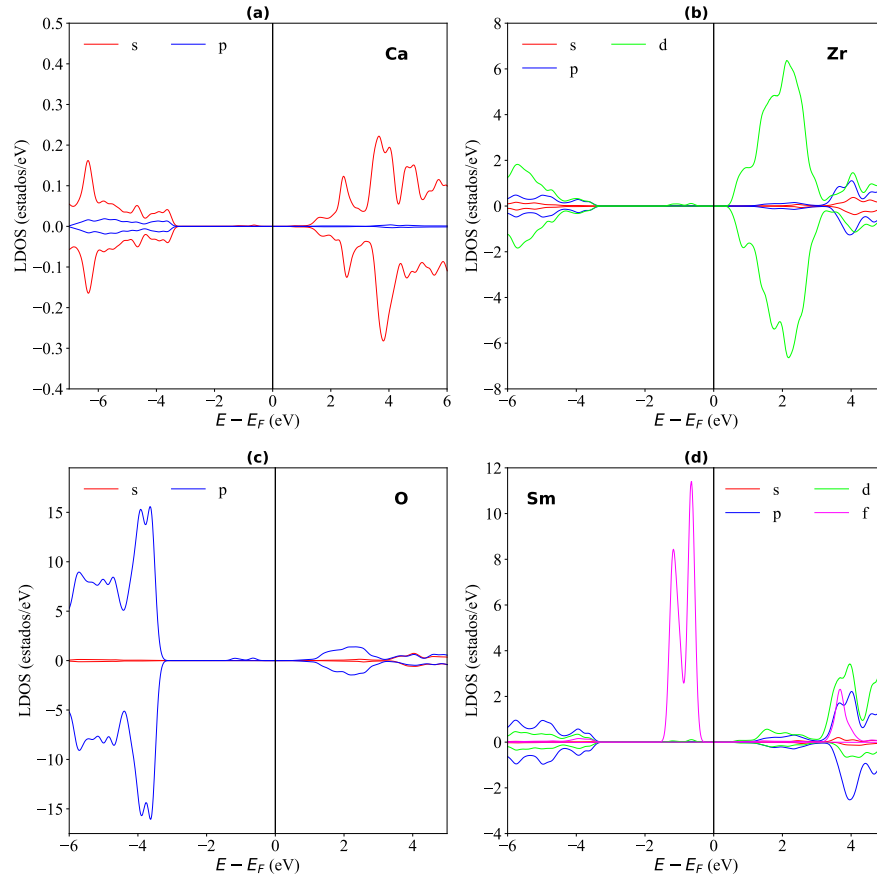 (a)
s p
Ca
LDOS (estados/eV)
0.5
0.4
0.3
0.2
0.1
0.0
−0.1
−0.2
−0.3
−0.4
−6 −4 −2 0 2 4 6
E − E_F (eV)
(b)
s d
p
Zr
LDOS (estados/eV)
8
6
4
2
0
−2
−4
−6
−8
−6 −4 −2 0 2 4
E − E_F (eV)
(c)
s p
O
LDOS (estados/eV)
15
10
5
0
−5
−10
−15
−6 −4 −2 0 2 4
E − E_F (eV)
(d)
Sm
s d
p f
LDOS (estados/eV)
12
10
8
6
4
2
0
−2
−4
−6 −4 −2 0 2 4
E − E_F (eV)